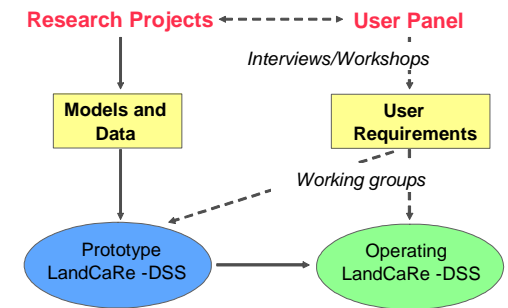 Research Projects
User Panel
Interviews/Workshops
Models and
Data
User
Requirements
Working groups
Prototype
LandCaRe -DSS
Operating
LandCaRe -DSS